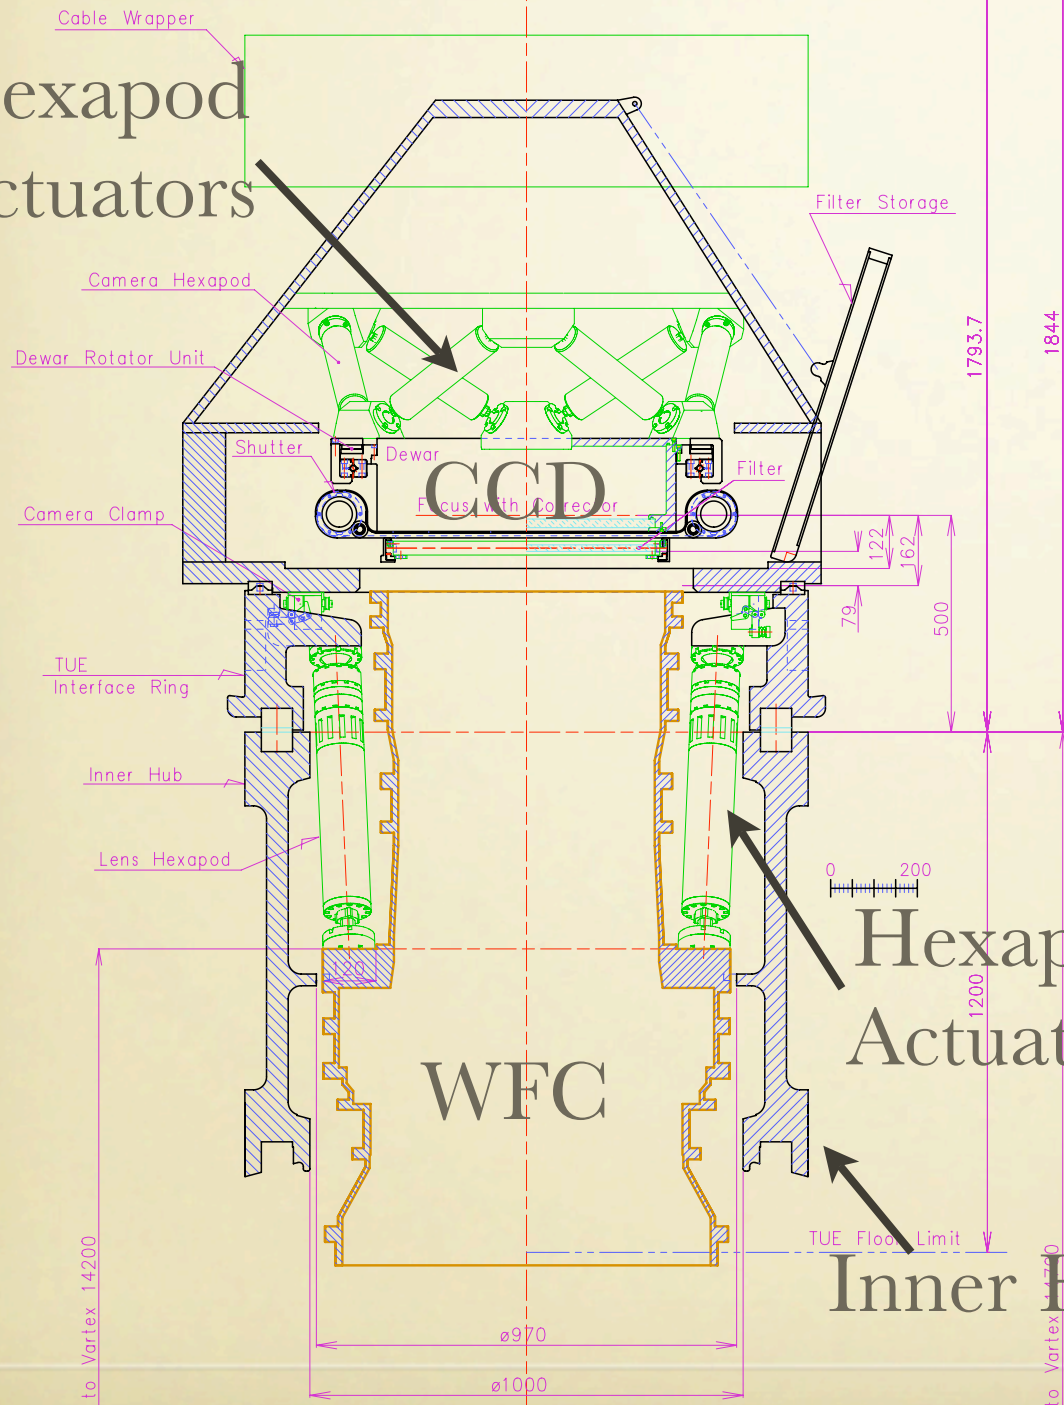 Cable Wrapper
exapod
ctuators
Filter Storage
Camera Hexapod
1793.7
1844
Dewar Rotator Unit
Shutter
Dewar
CCD
Filter
Focus with Corrector
Camera Clamp
122
162
79
500
TUE
Interface Ring
Inner Hub
Lens Hexapod
0 200
Hexap
Actuat
120
1200
WFC
TUE Floor Limit
Inner H
to Vartex 14200
to Vartex
ø970
ø1000